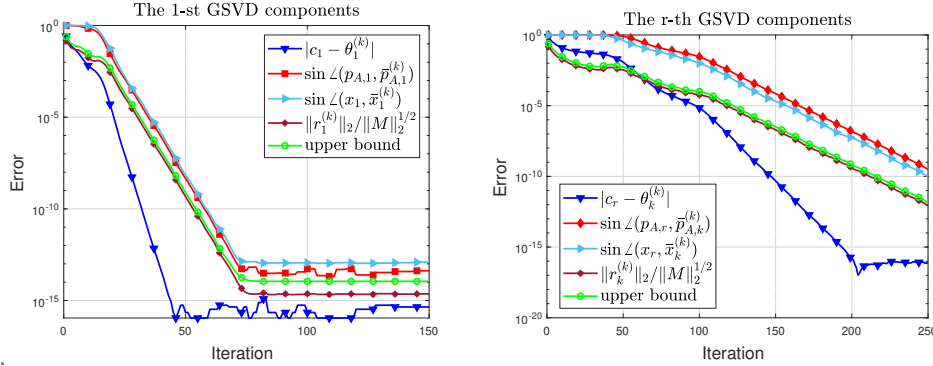 The 1-st GSVD components
10^0
10^-5
10^-10
10^-15
Error
0
50
100
150
Iteration
|c_1 − θ_1^(k)|
sin∠(p_{A,1}, p̄_{A,1}^(k))
sin∠(x_1, x̄_1^(k))
‖r_1^(k)‖_2/‖M‖_2^{1/2}
upper bound
The r-th GSVD components
10^0
10^-5
10^-10
10^-15
10^-20
Error
0
50
100
150
200
250
Iteration
|c_r − θ_k^(k)|
sin∠(p_{A,r}, p̄_{A,k}^(k))
sin∠(x_r, x̄_k^(k))
‖r_k^(k)‖_2/‖M‖_2^{1/2}
upper bound